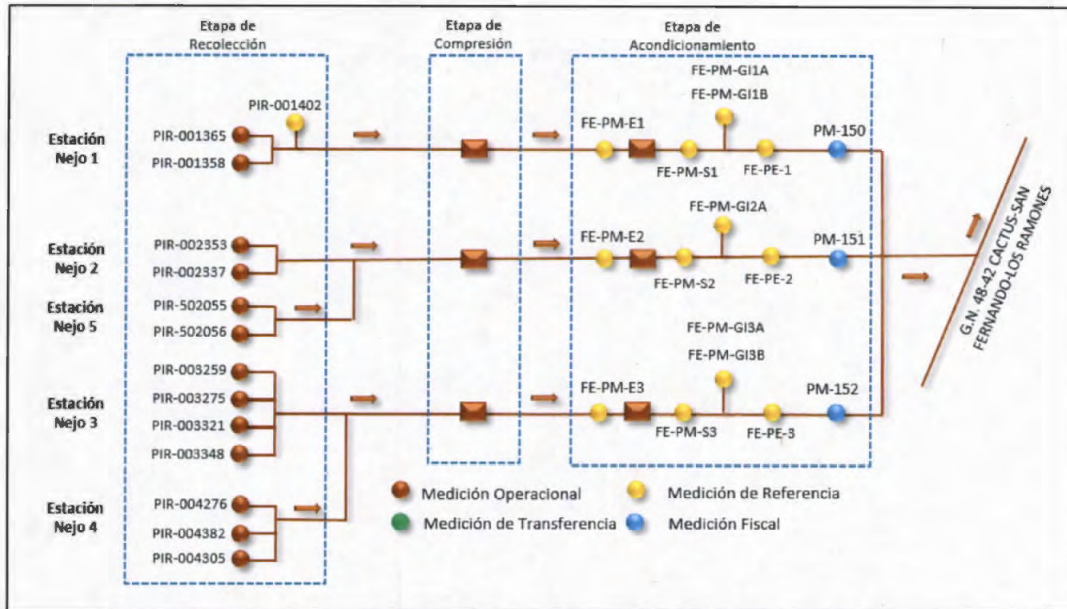 Etapa de
Recolección
Etapa de
Compresión
Etapa de
Acondicionamiento
FE-PM-GI1A
FE-PM-GI1B
PIR-001402
Estación
Nejo 1
PIR-001365
PIR-001358
FE-PM-E1
FE-PM-S1
FE-PE-1
PM-150
FE-PM-GI2A
Estación
Nejo 2
PIR-002353
PIR-002337
FE-PM-E2
FE-PM-S2
FE-PE-2
PM-151
Estación
Nejo 5
PIR-502055
PIR-502056
FE-PM-GI3A
FE-PM-GI3B
Estación
Nejo 3
PIR-003259
PIR-003275
PIR-003321
PIR-003348
FE-PM-E3
FE-PM-S3
FE-PE-3
PM-152
Estación
Nejo 4
PIR-004276
PIR-004382
PIR-004305
Medición Operacional
Medición de Referencia
Medición de Transferencia
Medición Fiscal
G.N. 48-42 CACTUS-SAN
FERNANDO-LOS RAMONES